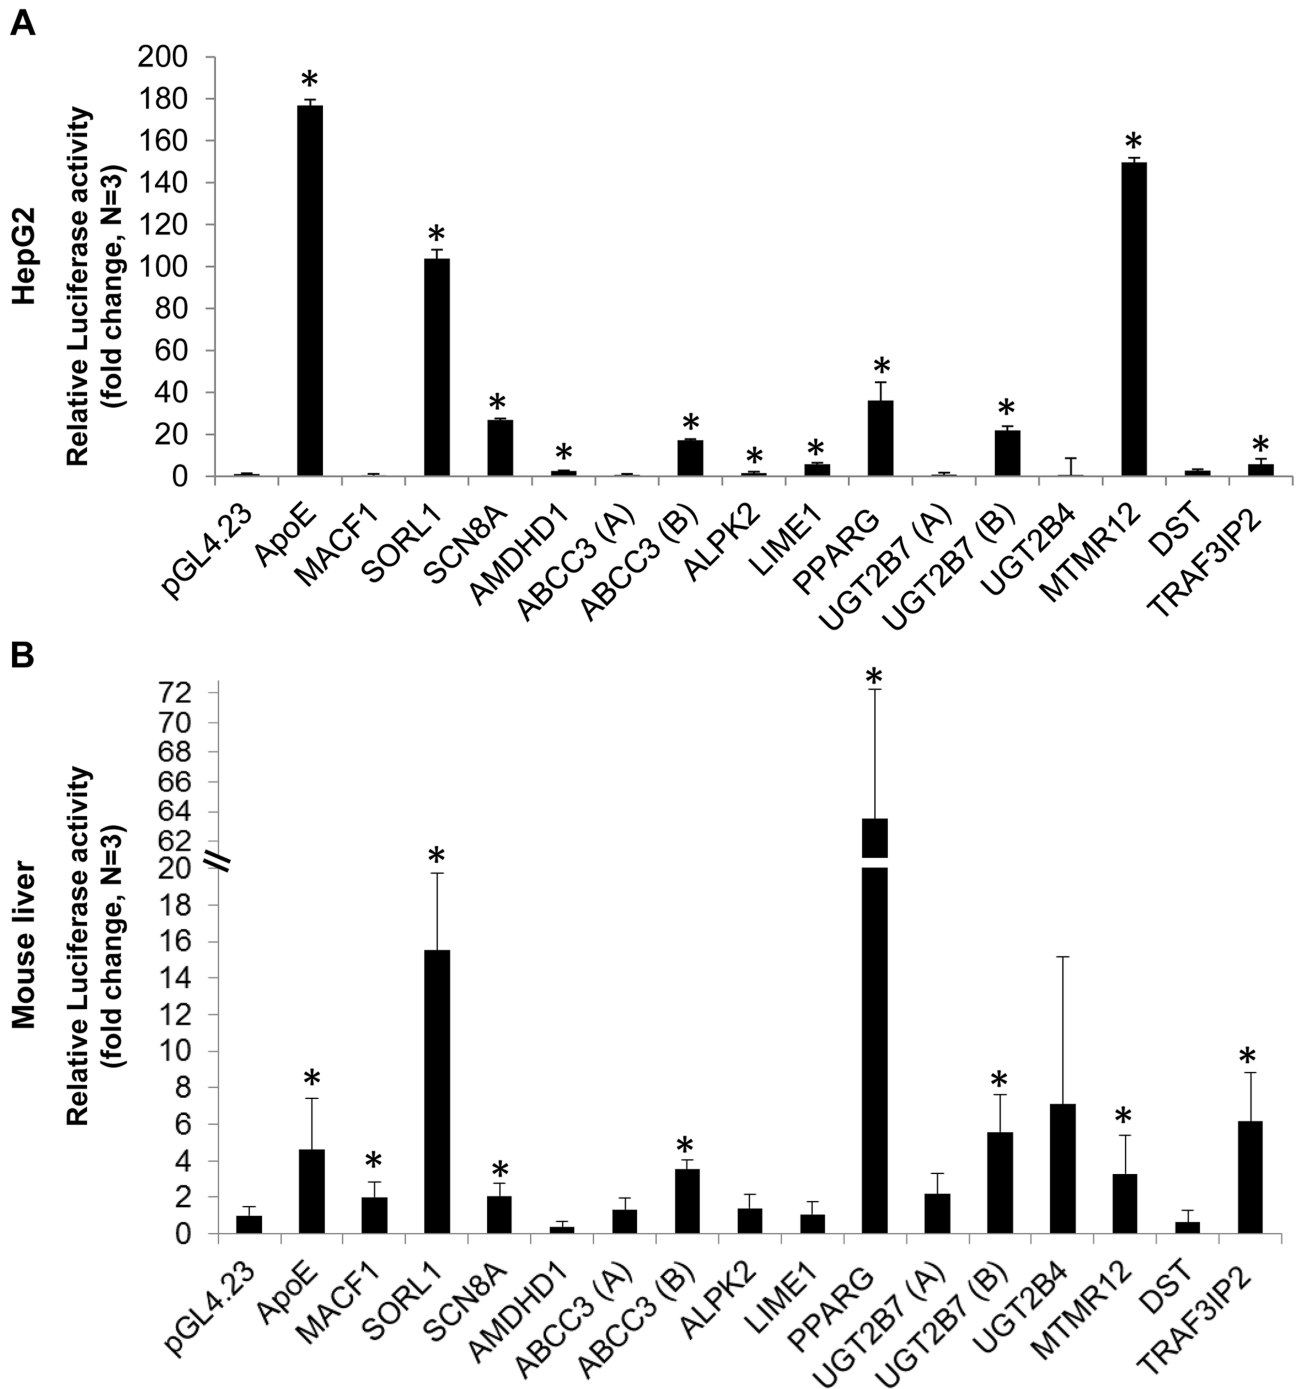 A
HepG2
Relative Luciferase activity
(fold change, N=3)
200
180
160
140
120
100
80
60
40
20
0
*
*
*
*
*
*
*
*
*
*
*
pGL4.23
ApoE
MACF1
SORL1
SCN8A
AMDHD1
ABCC3 (A)
ABCC3 (B)
ALPK2
LIME1
PPARG
UGT2B7 (A)
UGT2B7 (B)
UGT2B4
MTMR12
DST
TRAF3IP2
B
Mouse liver
Relative Luciferase activity
(fold change, N=3)
72
70
68
66
64
62
20
18
16
14
12
10
8
6
4
2
0
*
*
*
*
*
*
*
*
*
pGL4.23
ApoE
MACF1
SORL1
SCN8A
AMDHD1
ABCC3 (A)
ABCC3 (B)
ALPK2
LIME1
PPARG
UGT2B7 (A)
UGT2B7 (B)
UGT2B4
MTMR12
DST
TRAF3IP2